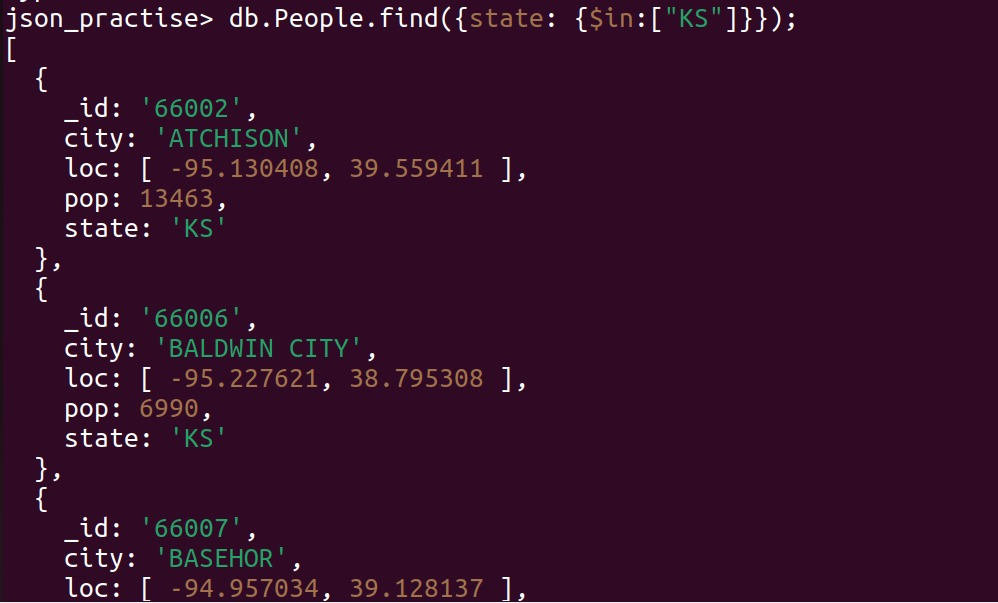 json_practise> db.People.find({state: {$in:["KS"]}});
[
  {
    _id: '66002',
    city: 'ATCHISON',
    loc: [ -95.130408, 39.559411 ],
    pop: 13463,
    state: 'KS'
  },
  {
    _id: '66006',
    city: 'BALDWIN CITY',
    loc: [ -95.227621, 38.795308 ],
    pop: 6990,
    state: 'KS'
  },
  {
    _id: '66007',
    city: 'BASEHOR',
    loc: [ -94.957034, 39.128137 ],